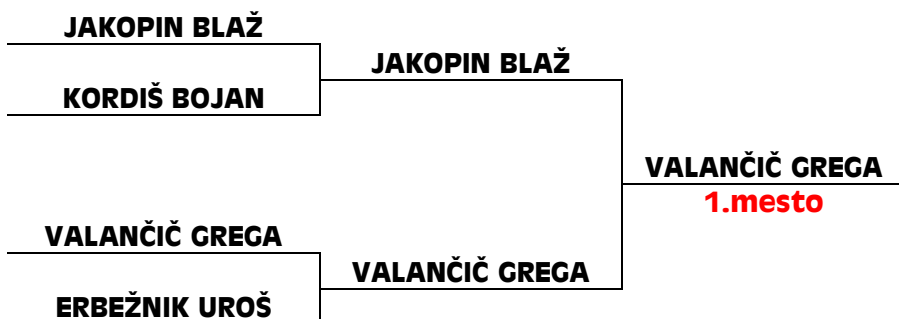 JAKOPIN BLAŽ
JAKOPIN BLAŽ
KORDIŠ BOJAN
VALANČIČ GREGA
1.mesto
VALANČIČ GREGA
VALANČIČ GREGA
ERBEŽNIK UROŠ